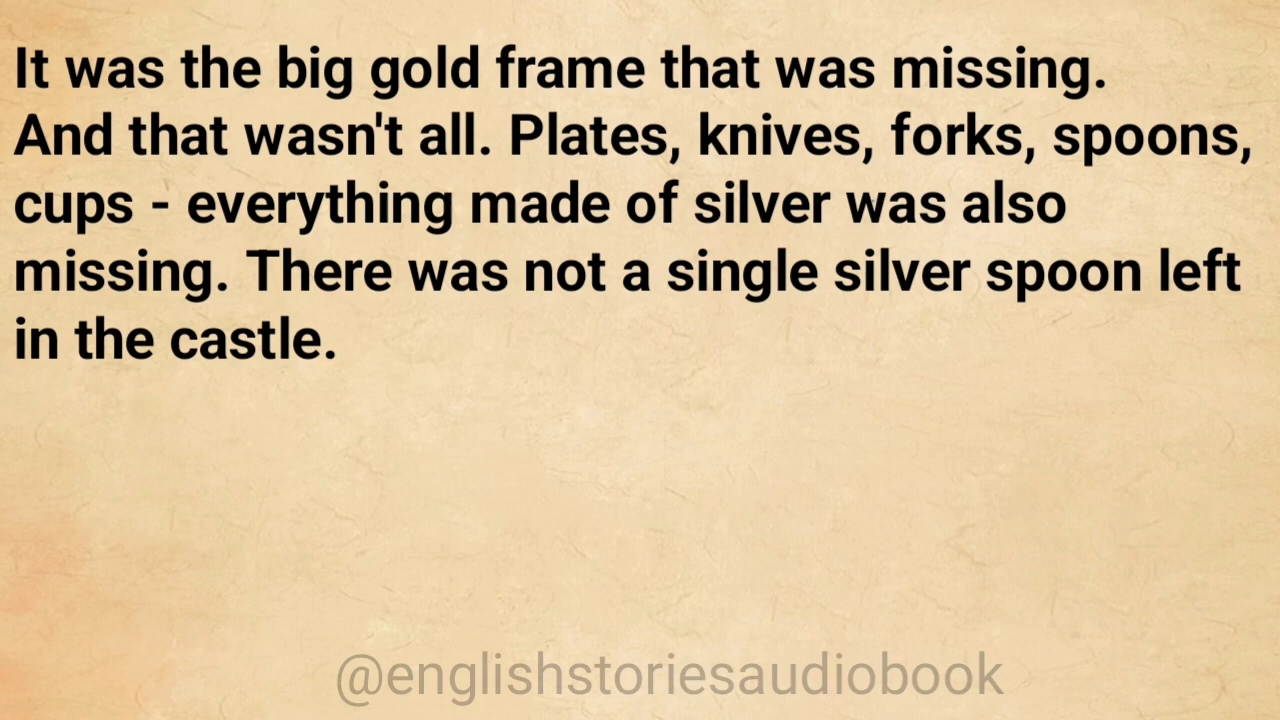 It was the big gold frame that was missing.
And that wasn't all. Plates, knives, forks, spoons,
cups - everything made of silver was also
missing. There was not a single silver spoon left
in the castle.
@englishstoriesaudiobook